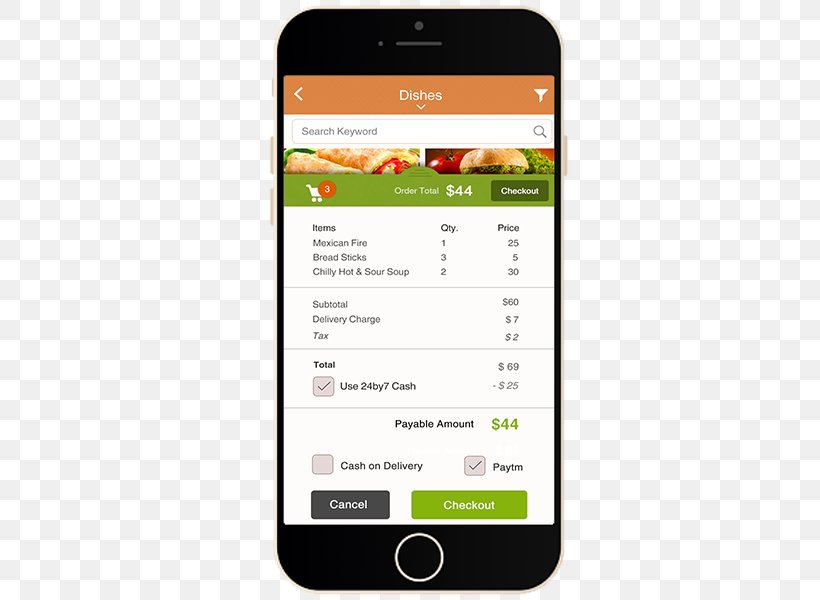 Dishes
Search Keyword
3 Order Total $44 Checkout
Items Qty. Price
Mexican Fire 1 25
Bread Sticks 3 5
Chilly Hot & Sour Soup 2 30
Subtotal $60
Delivery Charge $ 7
Tax $ 2
Total $ 69
Use 24by7 Cash - $ 25
Payable Amount $44
Cash on Delivery Paytm
Cancel Checkout